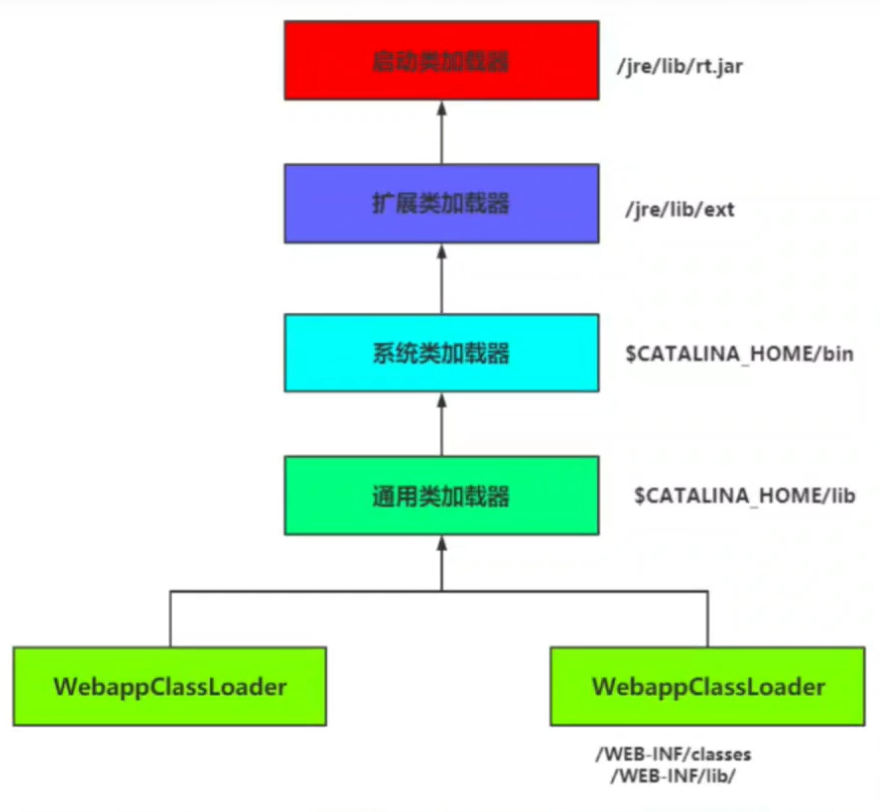 启动类加载器
/jre/lib/rt.jar
扩展类加载器
/jre/lib/ext
系统类加载器
$CATALINA_HOME/bin
通用类加载器
$CATALINA_HOME/lib
WebappClassLoader
WebappClassLoader
/WEB-INF/classes
/WEB-INF/lib/